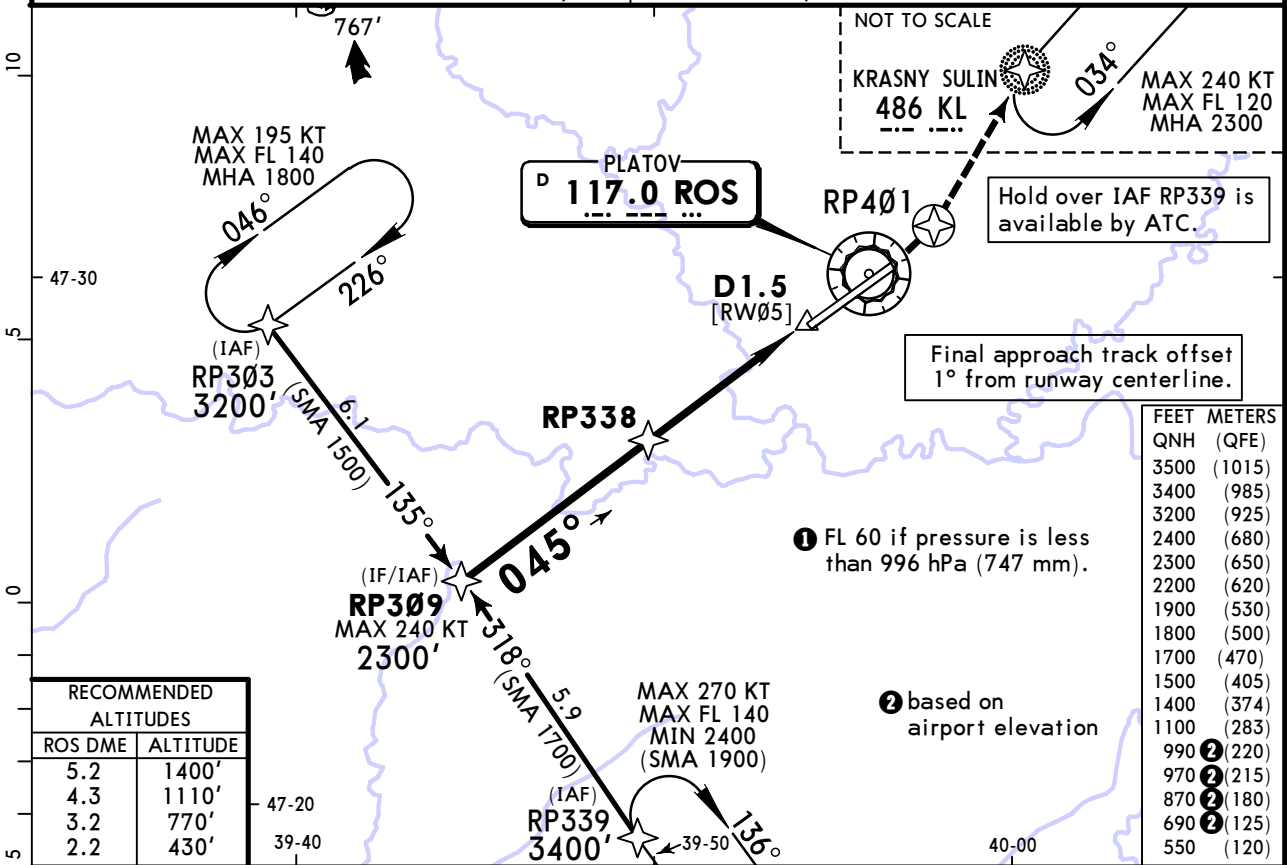 767'
NOT TO SCALE
KRASNY SULIN
486 KL
034°
MAX 240 KT
MAX FL 120
MHA 2300
10
MAX 195 KT
MAX FL 140
MHA 1800
046°
226°
PLATOV
D 117.0 ROS
RP4Ø1
Hold over IAF RP339 is
available by ATC.
47-30
D1.5
[RWØ5]
5
(IAF)
RP3Ø3
3200'
6.1
(SMA 1500)
135°
Final approach track offset
1° from runway centerline.
RP338
045°
FEET METERS
QNH (QFE)
3500 (1015)
3400 (985)
3200 (925)
2400 (680)
2300 (650)
2200 (620)
1900 (530)
1800 (500)
1700 (470)
1500 (405)
1400 (374)
1100 (283)
990 2 (220)
970 2 (215)
870 2 (180)
690 2 (125)
550 (120)
1 FL 60 if pressure is less
than 996 hPa (747 mm).
0
(IF/IAF)
RP3Ø9
MAX 240 KT
2300'
318°
5.9
(SMA 1700)
MAX 270 KT
MAX FL 140
MIN 2400
(SMA 1900)
2 based on
airport elevation
(IAF)
RP339
3400'
136°
RECOMMENDED
ALTITUDES
ROS DME ALTITUDE
5.2 1400'
4.3 1110'
3.2 770'
2.2 430'
47-20
39-40
39-50
40-00
5